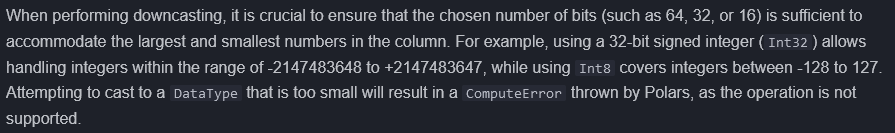 When performing downcasting, it is crucial to ensure that the chosen number of bits (such as 64, 32, or 16) is sufficient to
accommodate the largest and smallest numbers in the column. For example, using a 32-bit signed integer ( Int32 ) allows
handling integers within the range of -2147483648 to +2147483647, while using Int8 covers integers between -128 to 127.
Attempting to cast to a DataType that is too small will result in a ComputeError thrown by Polars, as the operation is not
supported.